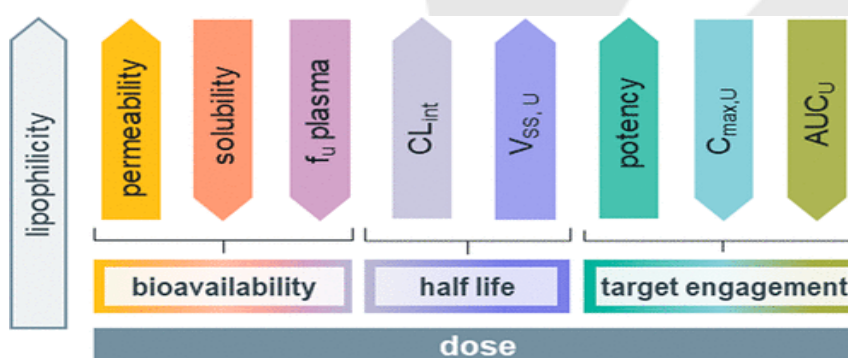 lipophilicity
permeability
solubility
fu plasma
CLint
Vss, U
potency
Cmax,U
AUCU
bioavailability
half life
target engagement
dose